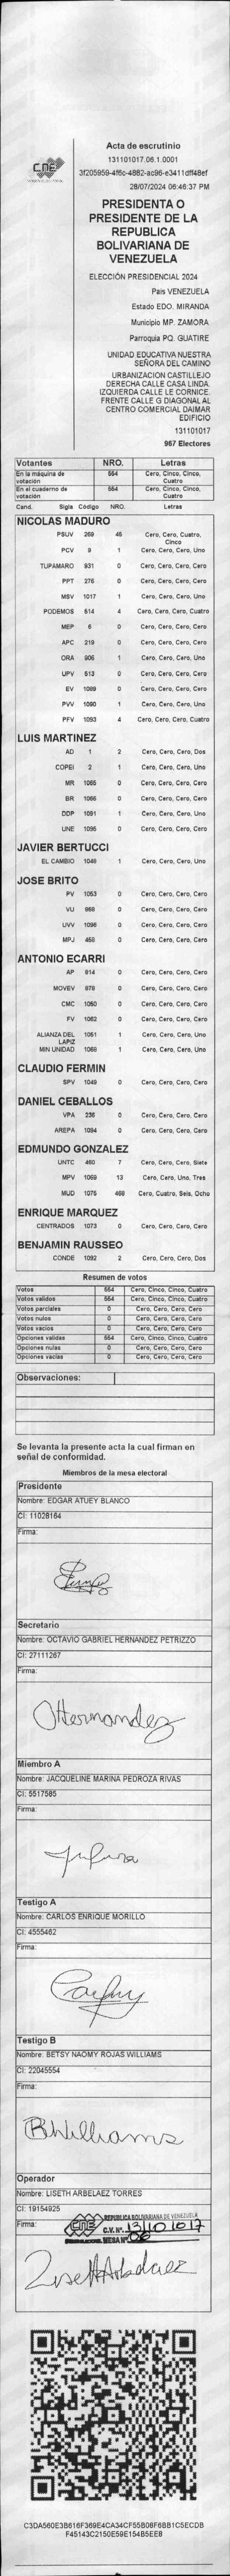 Acta de escrutinio
131101017.06.1.0001
3f205959-4f6c-4882-ac96-e3411dff48ef
28/07/2024 06:46:37 PM
CNE
PRESIDENTA O
PRESIDENTE DE LA
REPUBLICA
BOLIVARIANA DE
VENEZUELA
ELECCIÓN PRESIDENCIAL 2024
Pais VENEZUELA
Estado EDO. MIRANDA
Municipio MP. ZAMORA
Parroquia PQ. GUATIRE
UNIDAD EDUCATIVA NUESTRA
SEÑORA DEL CAMINO
URBANIZACION CASTILLEJO
DERECHA CALLE CASA LINDA.
IZQUIERDA CALLE LE CORNICE.
FRENTE CALLE G DIAGONAL AL
CENTRO COMERCIAL DAIMAR
EDIFICIO
131101017
967 Electores
Votantes NRO. Letras
En la máquina de votación 554 Cero, Cinco, Cinco, Cuatro
En el cuaderno de votación 554 Cero, Cinco, Cinco, Cuatro
Cand. Sigla Código NRO. Letras
NICOLAS MADURO
PSUV 269 45 Cero, Cero, Cuatro, Cinco
PCV 9 1 Cero, Cero, Cero, Uno
TUPAMARO 931 0 Cero, Cero, Cero, Cero
PPT 276 0 Cero, Cero, Cero, Cero
MSV 1017 1 Cero, Cero, Cero, Uno
PODEMOS 514 4 Cero, Cero, Cero, Cuatro
MEP 6 0 Cero, Cero, Cero, Cero
APC 219 0 Cero, Cero, Cero, Cero
ORA 906 1 Cero, Cero, Cero, Uno
UPV 513 0 Cero, Cero, Cero, Cero
EV 1089 0 Cero, Cero, Cero, Cero
PVV 1090 1 Cero, Cero, Cero, Uno
PFV 1093 4 Cero, Cero, Cero, Cuatro
LUIS MARTINEZ
AD 1 2 Cero, Cero, Cero, Dos
COPEI 2 1 Cero, Cero, Cero, Uno
MR 1065 0 Cero, Cero, Cero, Cero
BR 1066 0 Cero, Cero, Cero, Cero
DDP 1091 1 Cero, Cero, Cero, Uno
UNE 1095 0 Cero, Cero, Cero, Cero
JAVIER BERTUCCI
EL CAMBIO 1048 1 Cero, Cero, Cero, Uno
JOSE BRITO
PV 1053 0 Cero, Cero, Cero, Cero
VU 868 0 Cero, Cero, Cero, Cero
UVV 1096 0 Cero, Cero, Cero, Cero
MPJ 458 0 Cero, Cero, Cero, Cero
ANTONIO ECARRI
AP 814 0 Cero, Cero, Cero, Cero
MOVEV 878 0 Cero, Cero, Cero, Cero
CMC 1050 0 Cero, Cero, Cero, Cero
FV 1062 0 Cero, Cero, Cero, Cero
ALIANZA DEL LAPIZ 1051 1 Cero, Cero, Cero, Uno
MIN UNIDAD 1068 1 Cero, Cero, Cero, Uno
CLAUDIO FERMIN
SPV 1049 0 Cero, Cero, Cero, Cero
DANIEL CEBALLOS
VPA 236 0 Cero, Cero, Cero, Cero
AREPA 1094 0 Cero, Cero, Cero, Cero
EDMUNDO GONZALEZ
UNTC 460 7 Cero, Cero, Cero, Siete
MPV 1069 13 Cero, Cero, Uno, Tres
MUD 1075 468 Cero, Cuatro, Seis, Ocho
ENRIQUE MARQUEZ
CENTRADOS 1073 0 Cero, Cero, Cero, Cero
BENJAMIN RAUSSEO
CONDE 1092 2 Cero, Cero, Cero, Dos
Resumen de votos
Votos 554 Cero, Cinco, Cinco, Cuatro
Votos validos 554 Cero, Cinco, Cinco, Cuatro
Votos parciales 0 Cero, Cero, Cero, Cero
Votos nulos 0 Cero, Cero, Cero, Cero
Votos vacios 0 Cero, Cero, Cero, Cero
Opciones validas 554 Cero, Cinco, Cinco, Cuatro
Opciones nulas 0 Cero, Cero, Cero, Cero
Opciones vacias 0 Cero, Cero, Cero, Cero
Observaciones:
Se levanta la presente acta la cual firman en
señal de conformidad.
Miembros de la mesa electoral
Presidente
Nombre: EDGAR ATUEY BLANCO
CI: 11028164
Firma:
Secretario
Nombre: OCTAVIO GABRIEL HERNANDEZ PETRIZZO
CI: 27111267
Firma:
OHernandez
Miembro A
Nombre: JACQUELINE MARINA PEDROZA RIVAS
CI: 5517585
Firma:
Testigo A
Nombre: CARLOS ENRIQUE MORILLO
CI: 4555462
Firma:
Testigo B
Nombre: BETSY NAOMY ROJAS WILLIAMS
CI: 22045554
Firma:
BWilliams
Operador
Nombre: LISETH ARBELAEZ TORRES
CI: 19154925
Firma:
CNE REPUBLICA BOLIVARIANA DE VENEZUELA
C.V. Nº. 131101017
MESA Nº 06
Liseth Arbelaez
C3DA560E3B616F369E4CA34CF55B08F6BB1C5ECDB
F45143C2150E59E154B5EE8